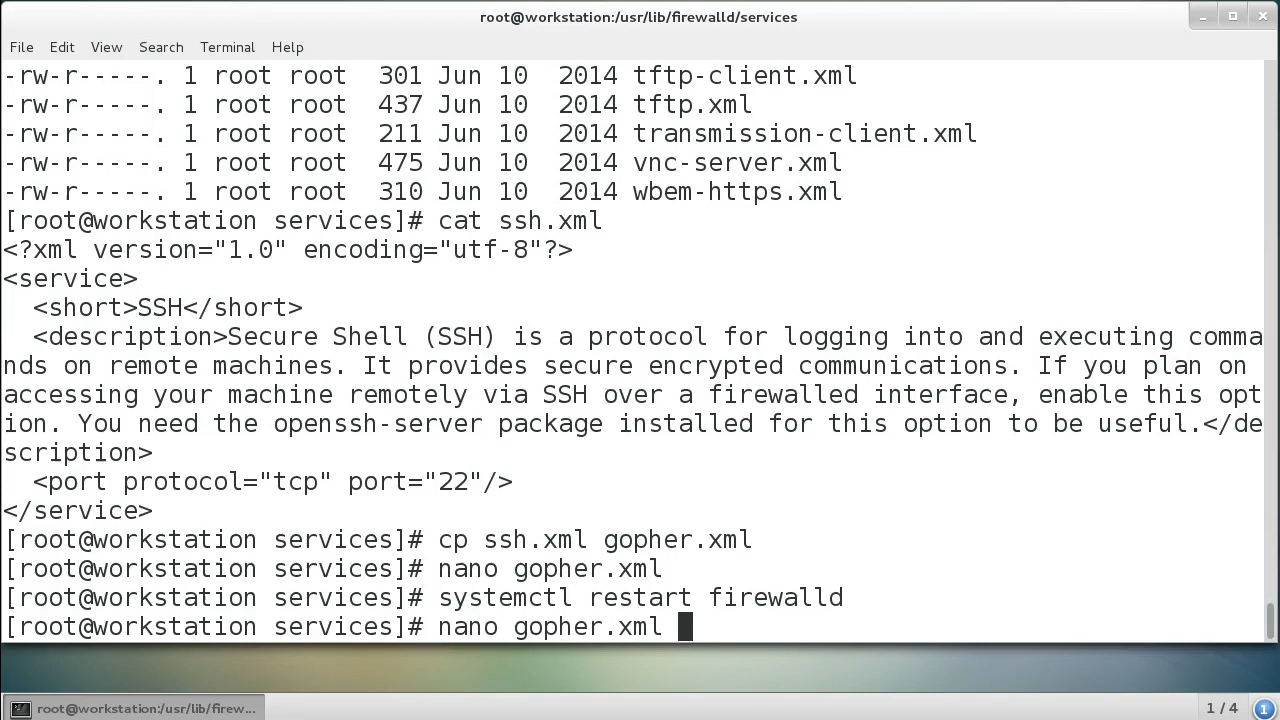 root@workstation:/usr/lib/firewalld/services
File Edit View Search Terminal Help
-rw-r-----. 1 root root  301 Jun 10  2014 tftp-client.xml
-rw-r-----. 1 root root  437 Jun 10  2014 tftp.xml
-rw-r-----. 1 root root  211 Jun 10  2014 transmission-client.xml
-rw-r-----. 1 root root  475 Jun 10  2014 vnc-server.xml
-rw-r-----. 1 root root  310 Jun 10  2014 wbem-https.xml
[root@workstation services]# cat ssh.xml
<?xml version="1.0" encoding="utf-8"?>
<service>
  <short>SSH</short>
  <description>Secure Shell (SSH) is a protocol for logging into and executing comma
nds on remote machines. It provides secure encrypted communications. If you plan on
accessing your machine remotely via SSH over a firewalled interface, enable this opt
ion. You need the openssh-server package installed for this option to be useful.</de
scription>
  <port protocol="tcp" port="22"/>
</service>
[root@workstation services]# cp ssh.xml gopher.xml
[root@workstation services]# nano gopher.xml
[root@workstation services]# systemctl restart firewalld
[root@workstation services]# nano gopher.xml
root@workstation:/usr/lib/firew...
1 / 4
1